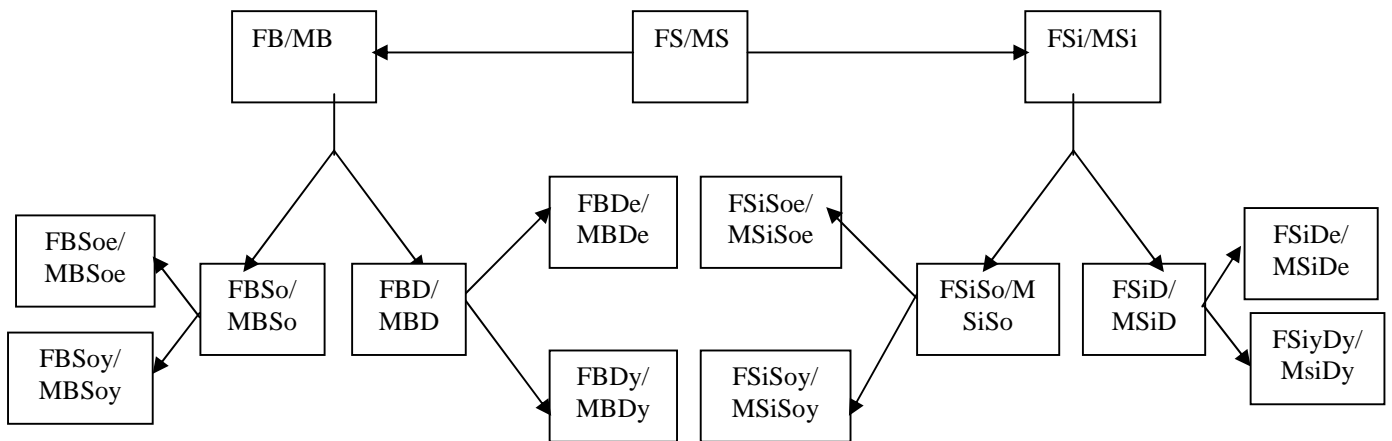 FB/MB
FS/MS
FSi/MSi
FBSoe/
MBSoe
FBSoy/
MBSoy
FBSo/
MBSo
FBD/
MBD
FBDe/
MBDe
FBDy/
MBDy
FSiSoe/
MSiSoe
FSiSoy/
MSiSoy
FSiSo/M
SiSo
FSiD/
MSiD
FSiDe/
MSiDe
FSiyDy/
MsiDy